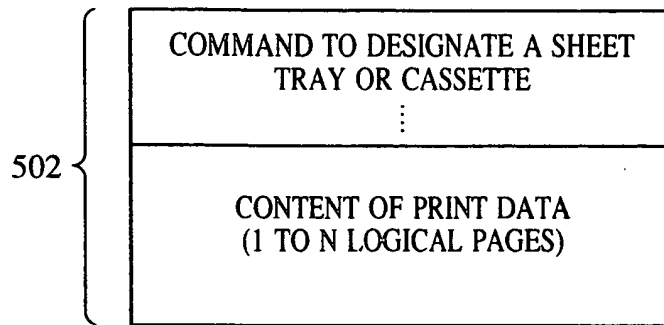 COMMAND TO DESIGNATE A SHEET
TRAY OR CASSETTE
502
CONTENT OF PRINT DATA
(1 TO N LOGICAL PAGES)